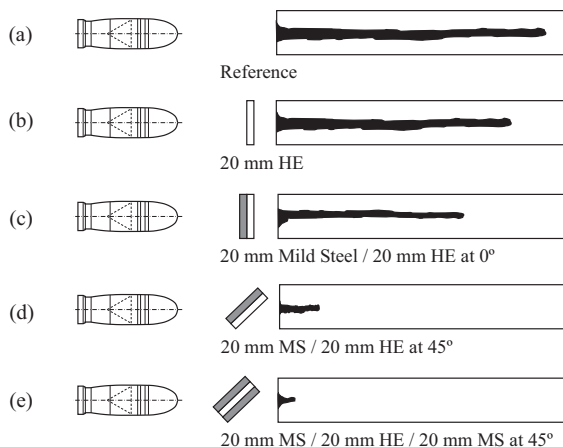 (a)
Reference
(b)
20 mm HE
(c)
20 mm Mild Steel / 20 mm HE at 0º
(d)
20 mm MS / 20 mm HE at 45º
(e)
20 mm MS / 20 mm HE / 20 mm MS at 45º